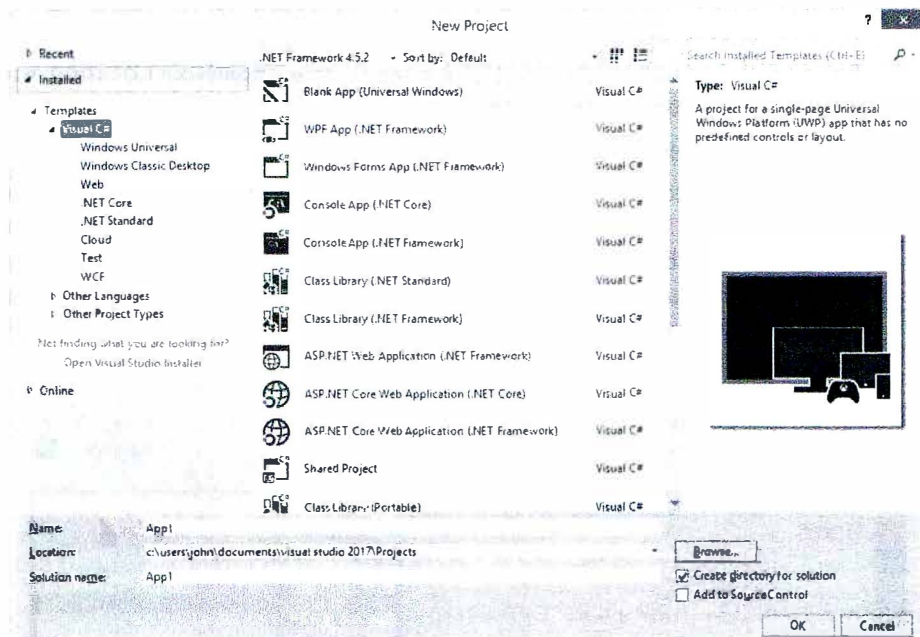 New Project
?
Recent
.NET Framework 4.5.2
Sort by: Default
Search Installed Templates (Ctrl+E)
Installed
Templates
Visual C#
Windows Universal
Windows Classic Desktop
Web
.NET Core
.NET Standard
Cloud
Test
WCF
Other Languages
Other Project Types
Not finding what you are looking for?
Open Visual Studio Installer
Online
Blank App (Universal Windows) Visual C#
WPF App (.NET Framework) Visual C#
Windows Forms App (.NET Framework) Visual C#
Console App (.NET Core) Visual C#
Console App (.NET Framework) Visual C#
Class Library (.NET Standard) Visual C#
Class Library (.NET Framework) Visual C#
ASP.NET Web Application (.NET Framework) Visual C#
ASP.NET Core Web Application (.NET Core) Visual C#
ASP.NET Core Web Application (.NET Framework) Visual C#
Shared Project Visual C#
Class Library (Portable) Visual C#
Type: Visual C#
A project for a single-page Universal
Windows Platform (UWP) app that has no
predefined controls or layout.
Name: App1
Location: c:\users\john\documents\visual studio 2017\Projects
Browse...
Solution name: App1
Create directory for solution
Add to Source Control
OK
Cancel